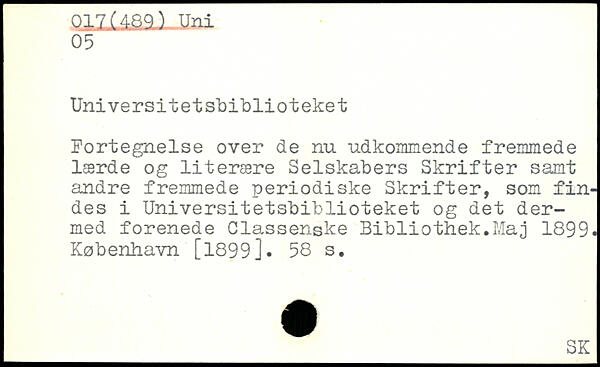 017(489) Uni
05
Universitetsbiblioteket
Fortegnelse over de nu udkommende fremmede
lærde og literære Selskabers Skrifter samt
andre fremmede periodiske Skrifter, som fin-
des i Universitetsbiblioteket og det der-
med forenede Classenske Bibliothek.Maj 1899.
København [1899]. 58 s.
SK